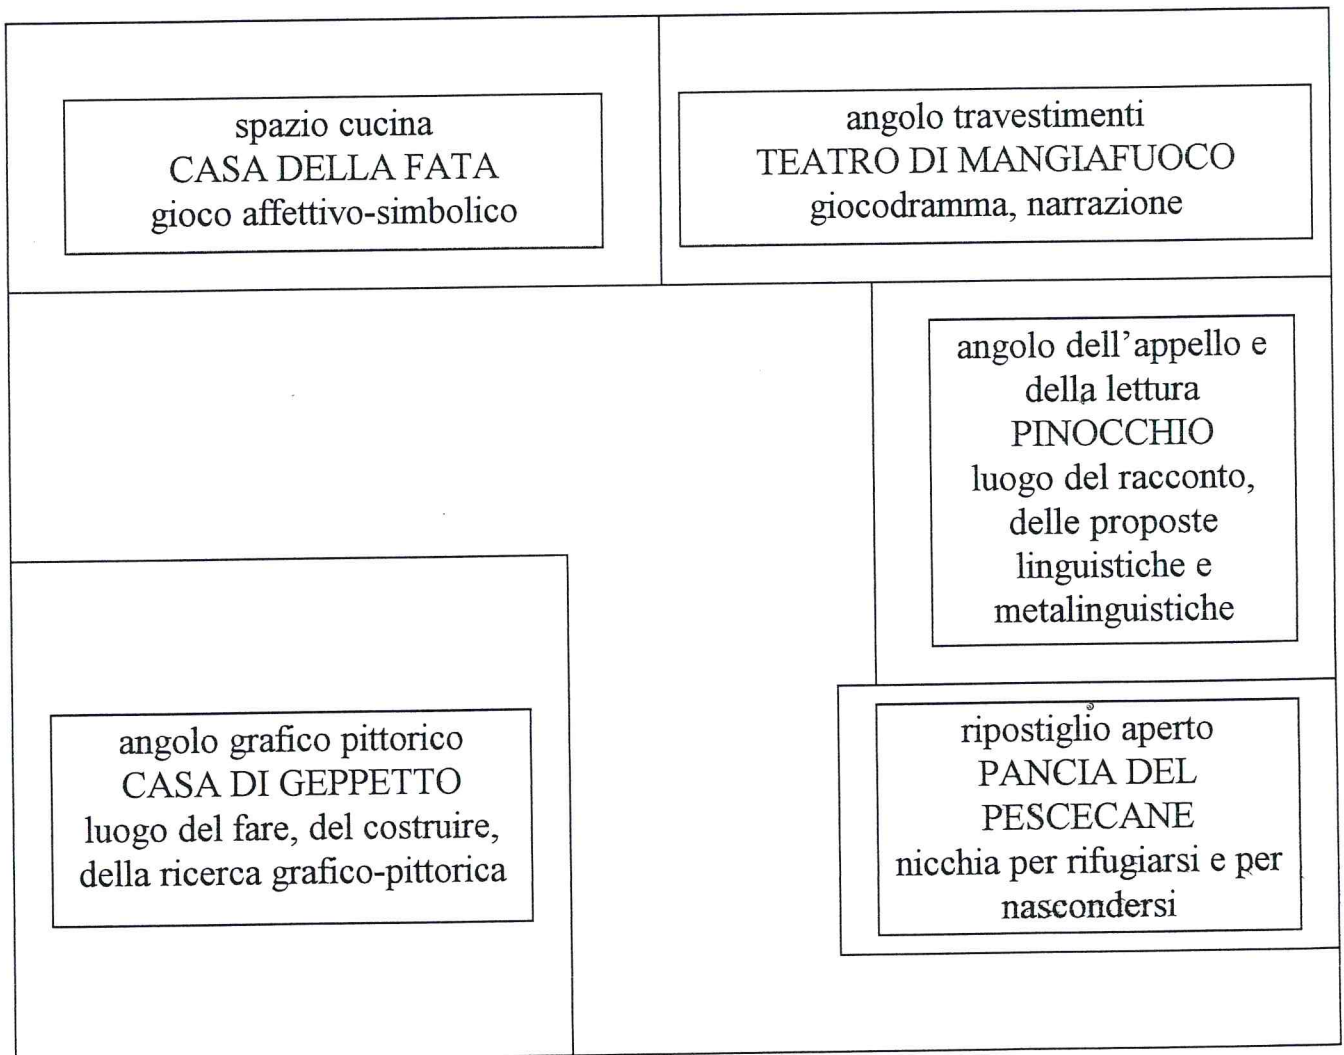 spazio cucina
CASA DELLA FATA
gioco affettivo-simbolico
angolo travestimenti
TEATRO DI MANGIAFUOCO
giocodramma, narrazione
angolo dell'appello e
della lettura
PINOCCHIO
luogo del racconto,
delle proposte
linguistiche e
metalinguistiche
angolo grafico pittorico
CASA DI GEPPETTO
luogo del fare, del costruire,
della ricerca grafico-pittorica
ripostiglio aperto
PANCIA DEL
PESCECANE
nicchia per rifugiarsi e per
nascondersi